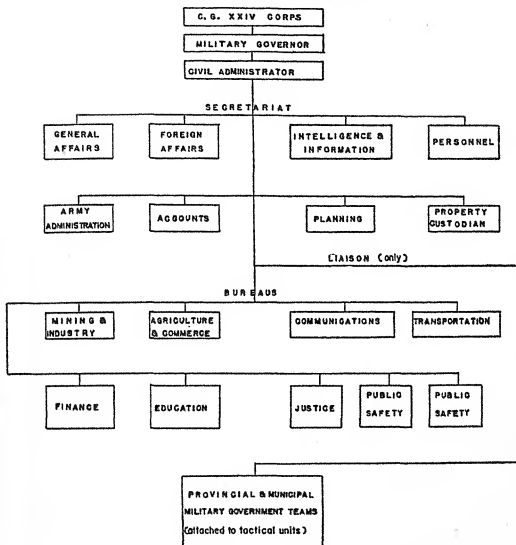 C. G. XXIV CORPS
MILITARY GOVERNOR
CIVIL ADMINISTRATOR
SECRETARIAT
GENERAL
AFFAIRS
FOREIGN
AFFAIRS
INTELLIGENCE &
INFORMATION
PERSONNEL
ARMY
ADMINISTRATION
ACCOUNTS
PLANNING
PROPERTY
CUSTODIAN
LIAISON (only)
BUREAUS
MINING &
INDUSTRY
AGRICULTURE
& COMMERCE
COMMUNICATIONS
TRANSPORTATION
FINANCE
EDUCATION
JUSTICE
PUBLIC
SAFETY
PUBLIC
SAFETY
PROVINCIAL & MUNICIPAL
MILITARY GOVERNMENT TEAMS
(attached to tactical units)